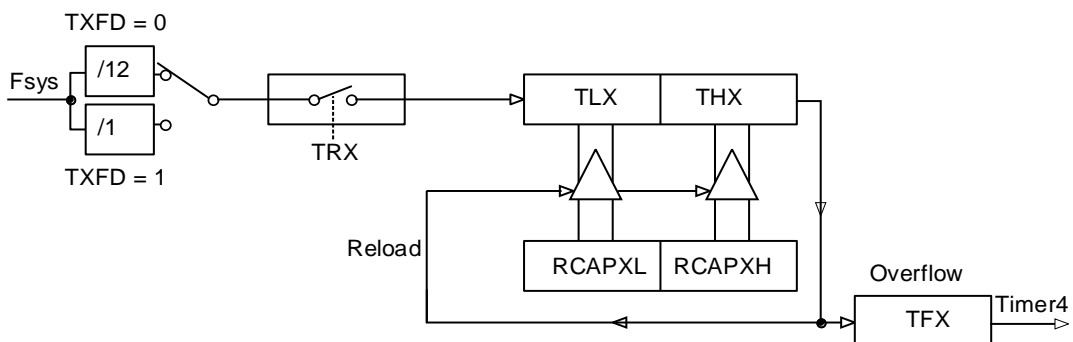 TXFD = 0
Fsys
/12
/1
TXFD = 1
TRX
TLX
THX
Reload
RCAPXL
RCAPXH
Overflow
TFX
Timer4